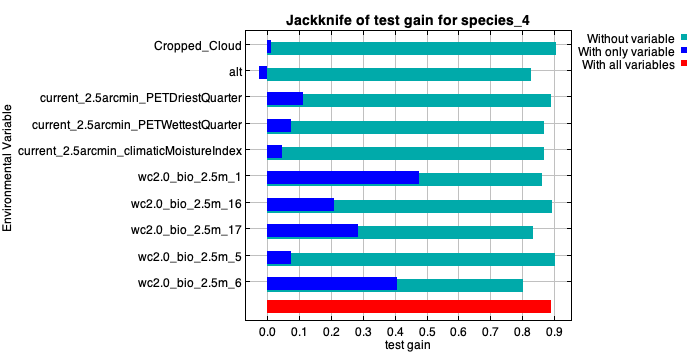 Jackknife of test gain for species_4
Without variable
With only variable
With all variables
Environmental Variable
Cropped_Cloud
alt
current_2.5arcmin_PETDriestQuarter
current_2.5arcmin_PETWettestQuarter
current_2.5arcmin_climaticMoistureIndex
wc2.0_bio_2.5m_1
wc2.0_bio_2.5m_16
wc2.0_bio_2.5m_17
wc2.0_bio_2.5m_5
wc2.0_bio_2.5m_6
0.0 0.1 0.2 0.3 0.4 0.5 0.6 0.7 0.8 0.9
test gain